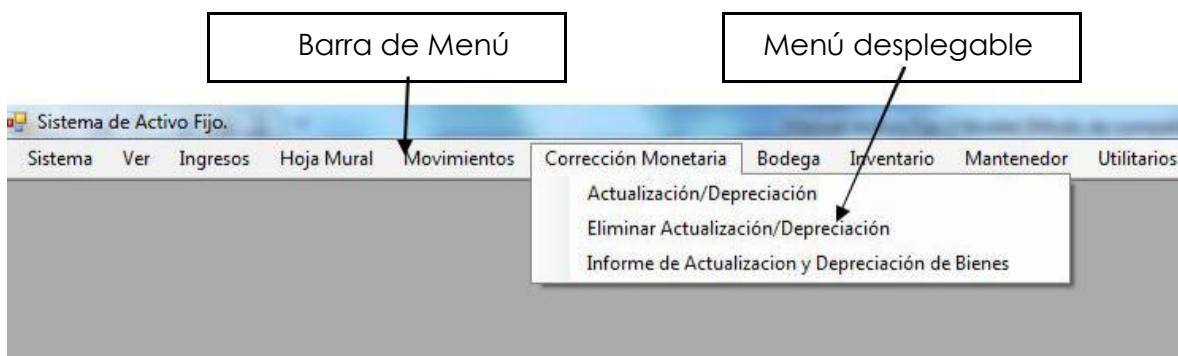 Barra de Menú
Menú desplegable
Sistema de Activo Fijo.
Sistema Ver Ingresos Hoja Mural Movimientos Corrección Monetaria Bodega Inventario Mantenedor Utilitarios
Actualización/Depreciación
Eliminar Actualización/Depreciación
Informe de Actualizacion y Depreciación de Bienes